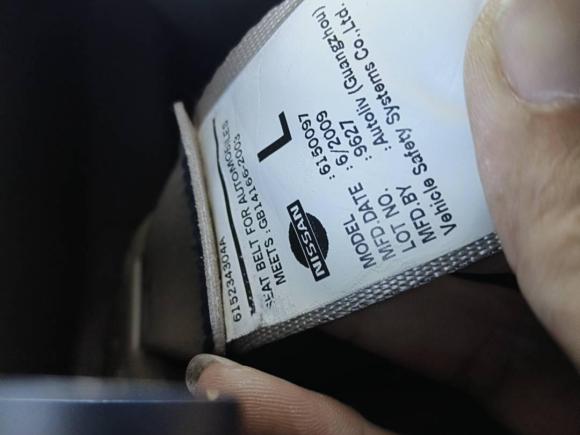 615234304A
SEAT BELT FOR AUTOMOBILES
MEETS : GB14166-2003
L
NISSAN
MODEL : 6150097
MFD DATE : 6/2009
LOT NO. : 9627
MFD.BY : Autoliv (Guangzhou)
Vehicle Safety Systems Co.,Ltd.